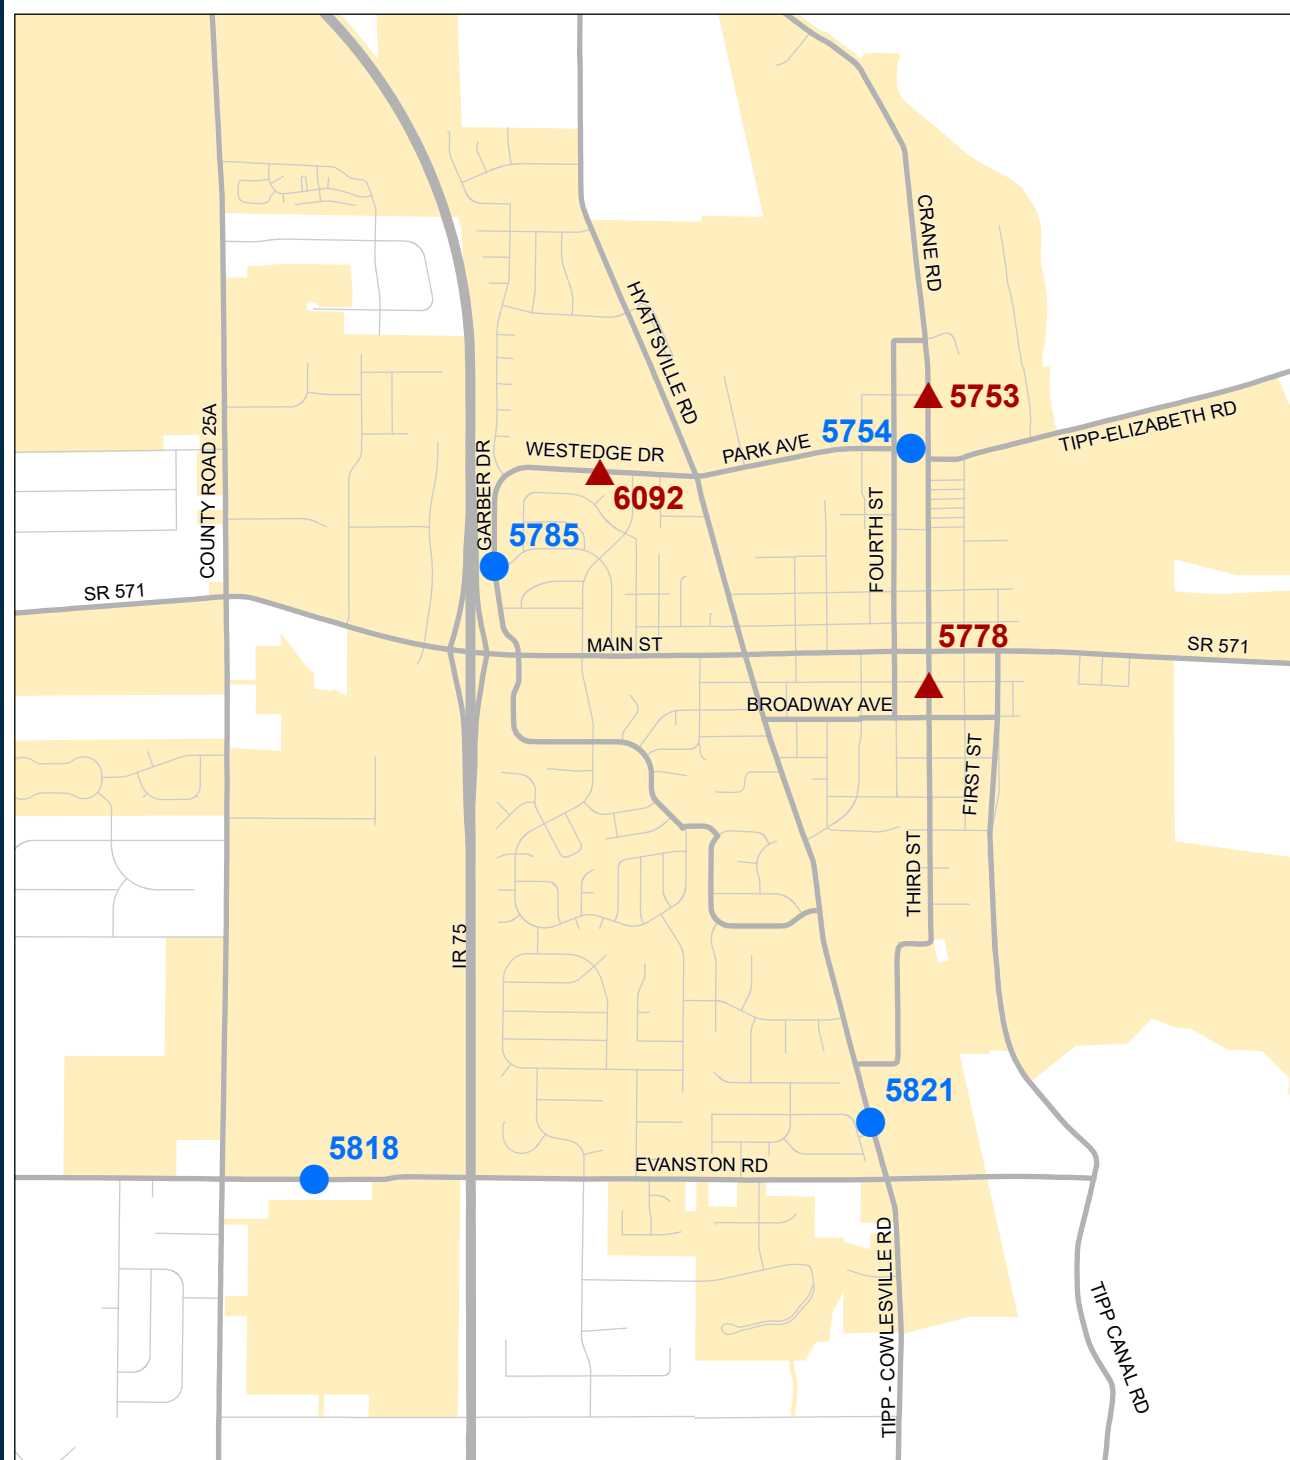 CRANE RD
HYATTSVILLE RD
5753
TIPP-ELIZABETH RD
5754
PARK AVE
WESTEDGE DR
6092
COUNTY ROAD 25A
GARBER DR
5785
FOURTH ST
SR 571
MAIN ST
5778
SR 571
BROADWAY AVE
FIRST ST
THIRD ST
IR 75
5821
5818
EVANSTON RD
TIPP - COWLESVILLE RD
TIPP CANAL RD